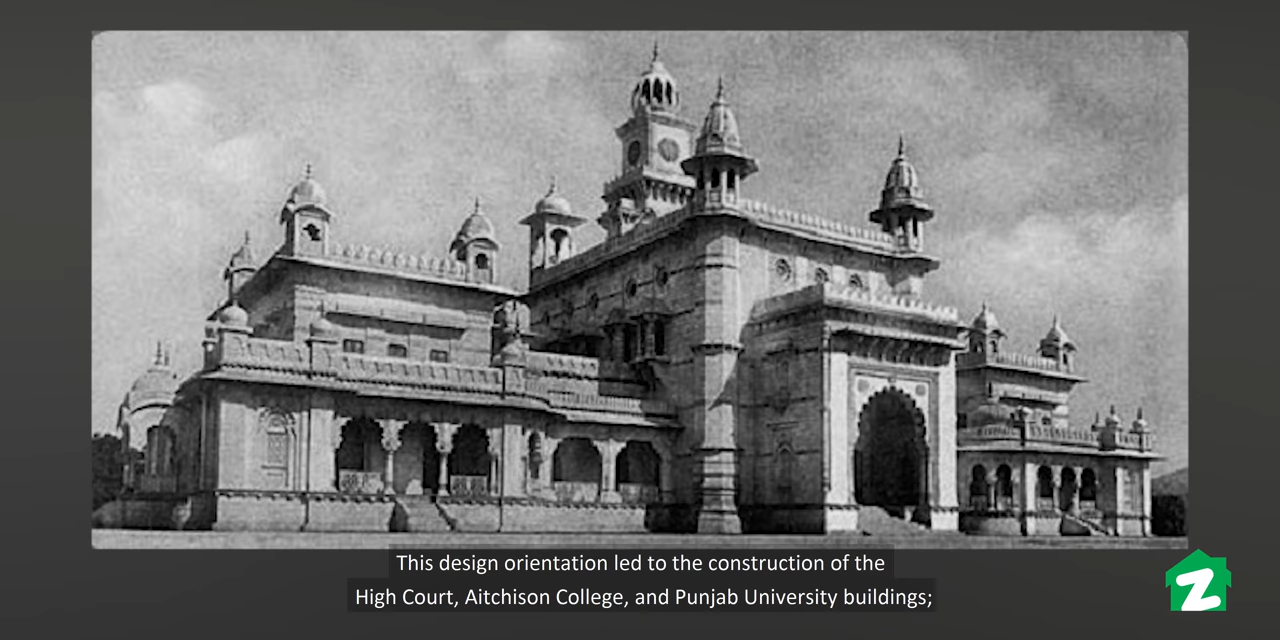 This design orientation led to the construction of the
High Court, Aitchison College, and Punjab University buildings;
Z